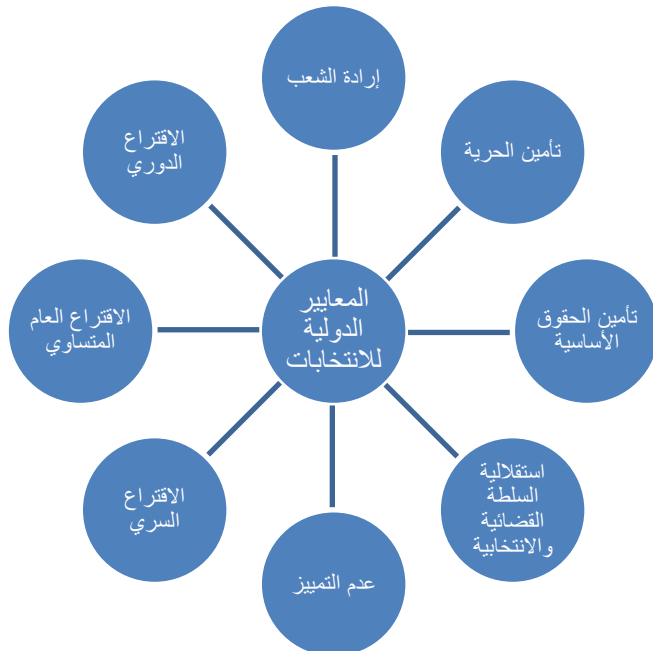 إرادة الشعب
تأمين الحرية
تأمين الحقوق
الأساسية
استقلالية
السلطة
القضائية
والانتخابية
عدم التمييز
الاقتراع
السري
الاقتراع العام
المتساوي
الاقتراع
الدوري
المعايير
الدولية
للانتخابات